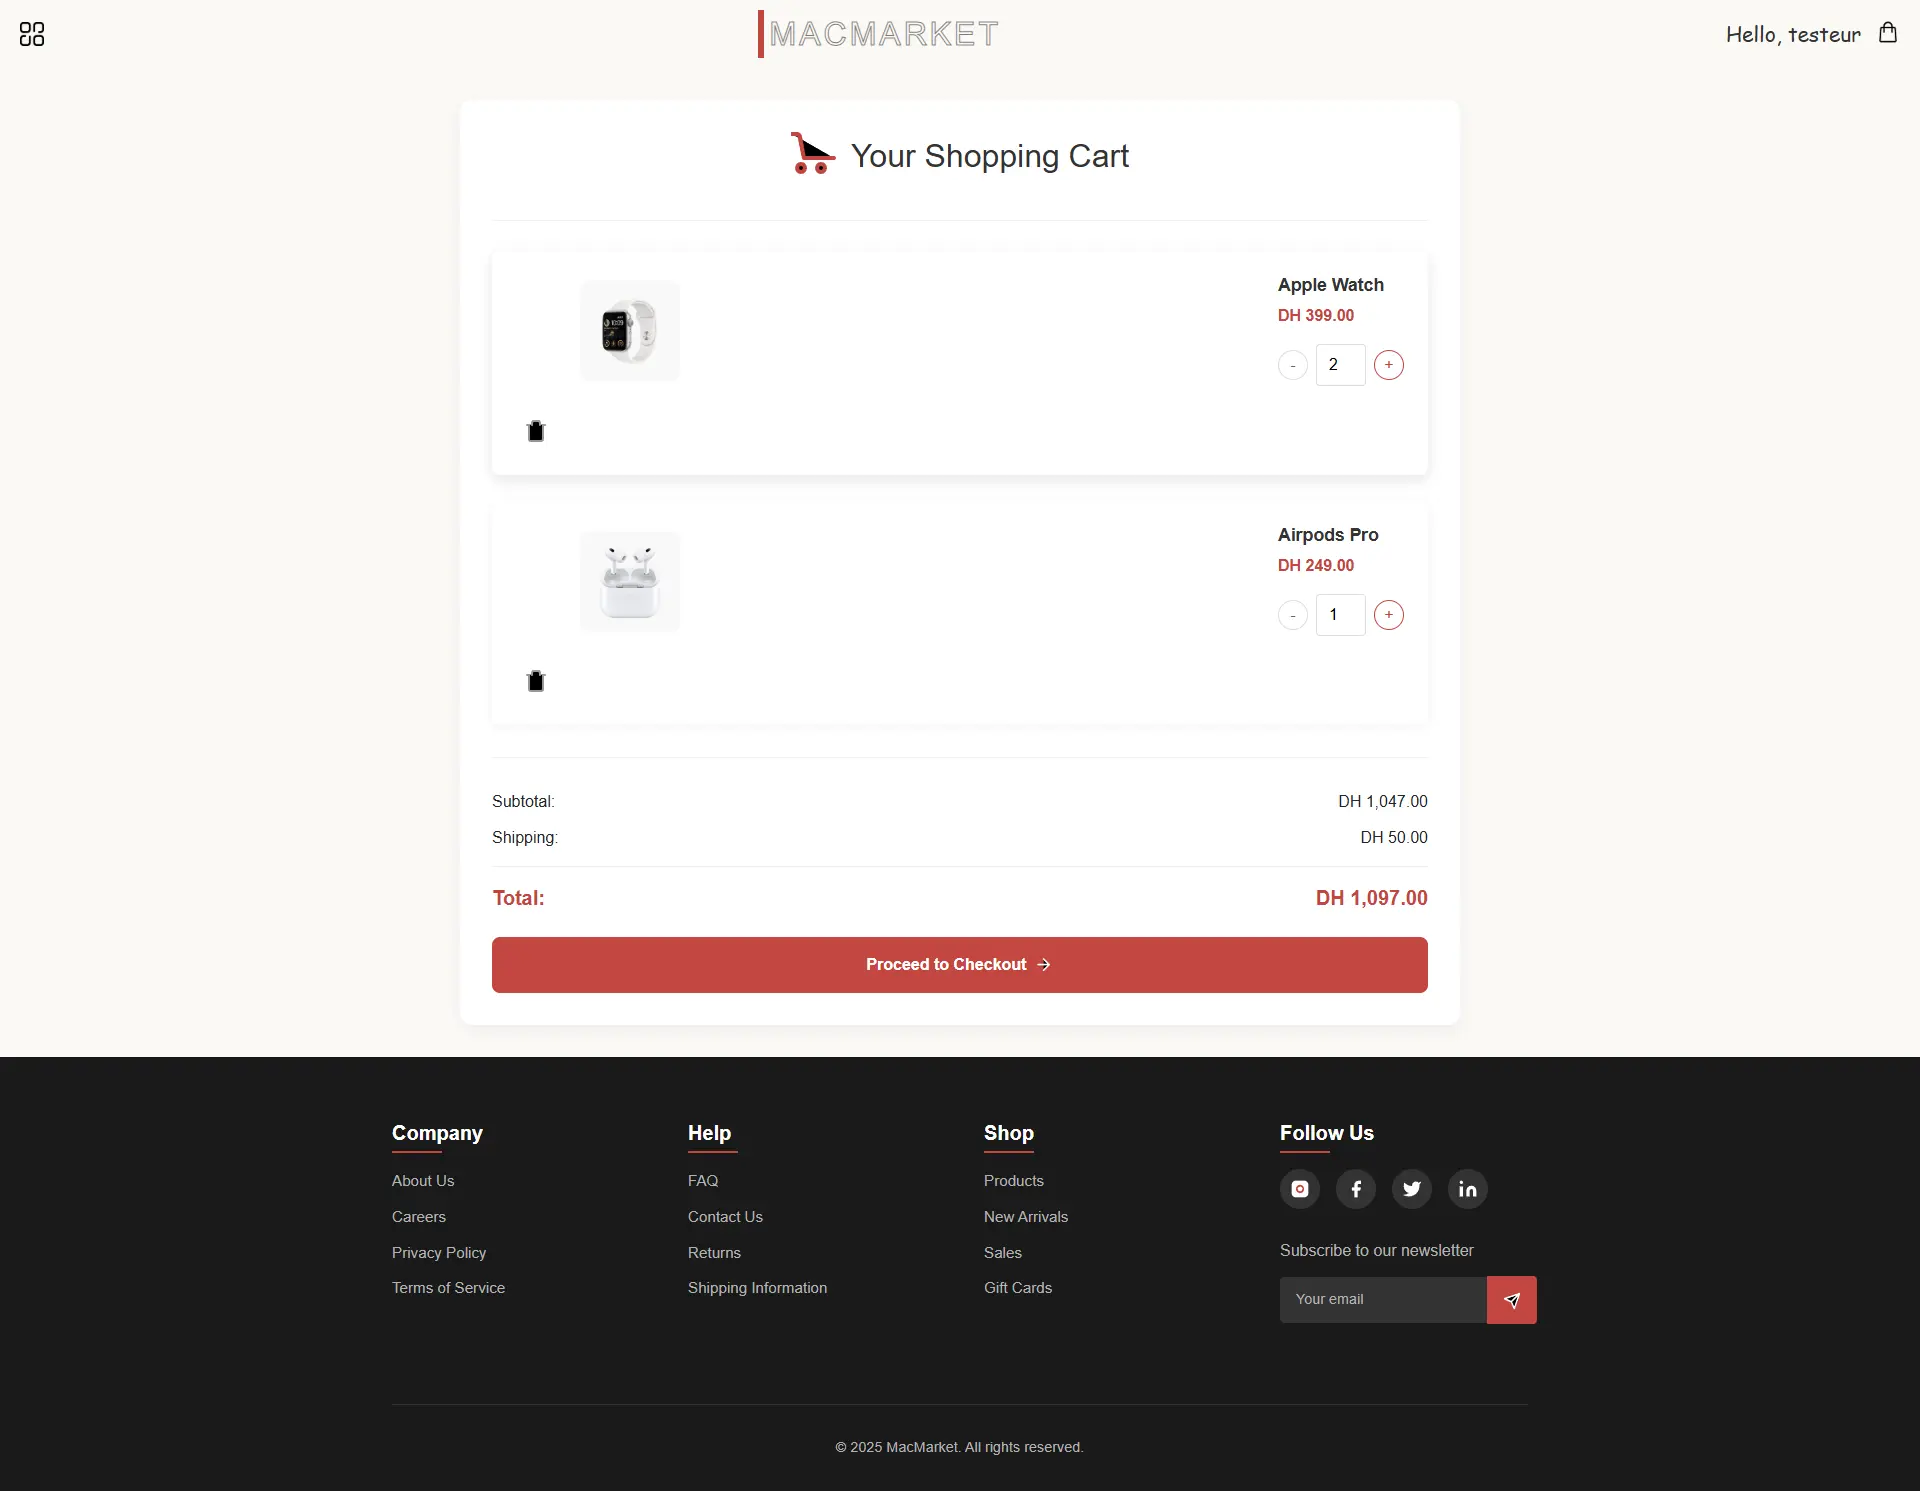 MACMARKET
Hello, testeur
Your Shopping Cart
Apple Watch
DH 399.00
- 2 +
Airpods Pro
DH 249.00
- 1 +
Subtotal: DH 1,047.00
Shipping: DH 50.00
Total: DH 1,097.00
Proceed to Checkout →
Company
About Us
Careers
Privacy Policy
Terms of Service
Help
FAQ
Contact Us
Returns
Shipping Information
Shop
Products
New Arrivals
Sales
Gift Cards
Follow Us
Subscribe to our newsletter
Your email
© 2025 MacMarket. All rights reserved.